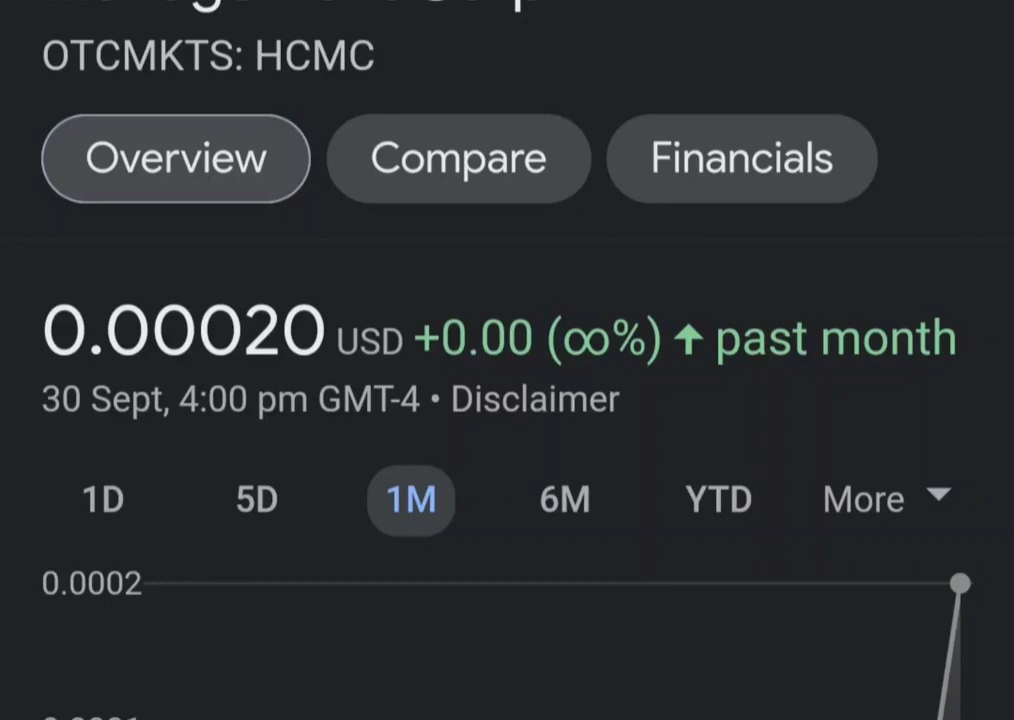 OTCMKTS: HCMC
Overview Compare Financials
0.00020 USD +0.00 (∞%) ↑ past month
30 Sept, 4:00 pm GMT-4 • Disclaimer
1D 5D 1M 6M YTD More
0.0002